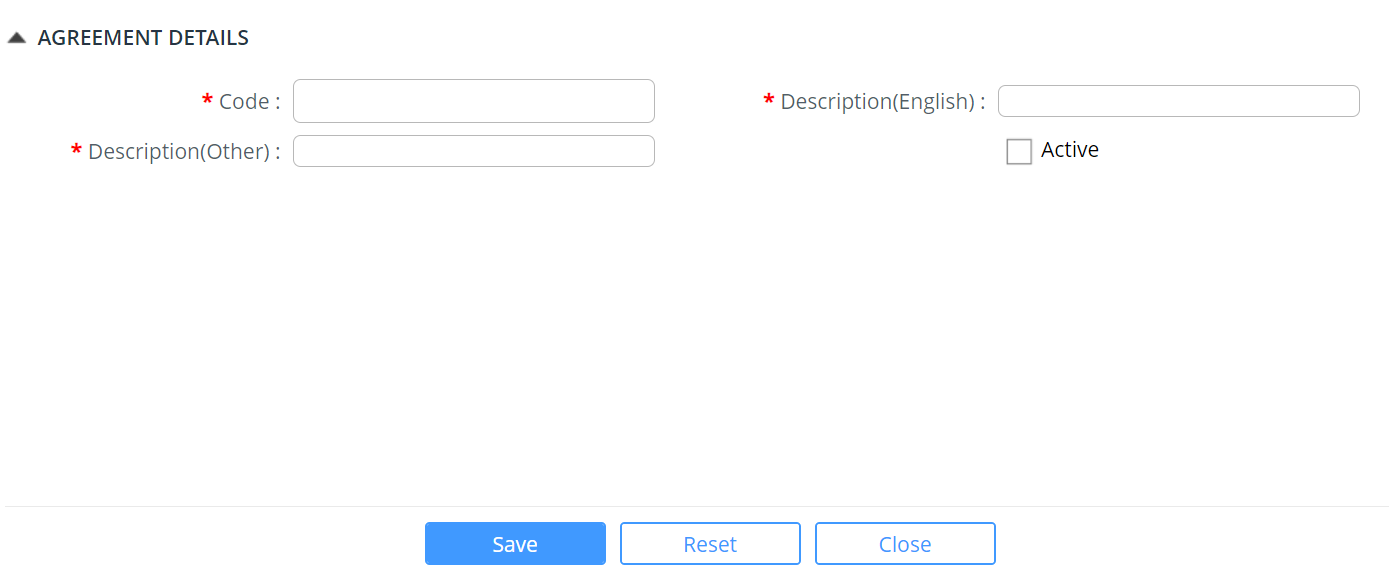 AGREEMENT DETAILS
* Code :
* Description(English) :
* Description(Other) :
Active
Save
Reset
Close